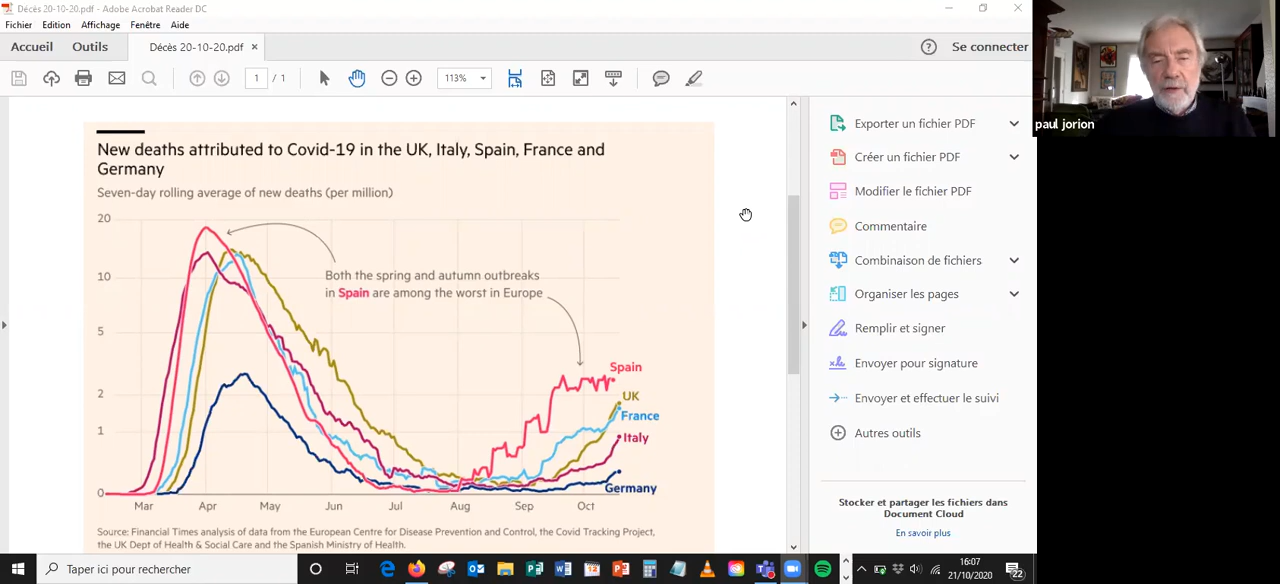 Décès 20-10-20.pdf - Adobe Acrobat Reader DC
Fichier Edition Affichage Fenêtre Aide
Accueil Outils Décès 20-10-20.pdf × Se connecter
1 / 1 113%
New deaths attributed to Covid-19 in the UK, Italy, Spain, France and
Germany
Seven-day rolling average of new deaths (per million)
20
10
5
2
1
0
Both the spring and autumn outbreaks
in Spain are among the worst in Europe
Spain
UK
France
Italy
Germany
Mar Apr May Jun Jul Aug Sep Oct
Source: Financial Times analysis of data from the European Centre for Disease Prevention and Control, the Covid Tracking Project,
the UK Dept of Health & Social Care and the Spanish Ministry of Health.
Exporter un fichier PDF
Créer un fichier PDF
Modifier le fichier PDF
Commentaire
Combinaison de fichiers
Organiser les pages
Remplir et signer
Envoyer pour signature
Envoyer et effectuer le suivi
Autres outils
Stocker et partager les fichiers dans
Document Cloud
En savoir plus
paul jorion
Taper ici pour rechercher
16:07
21/10/2020
22